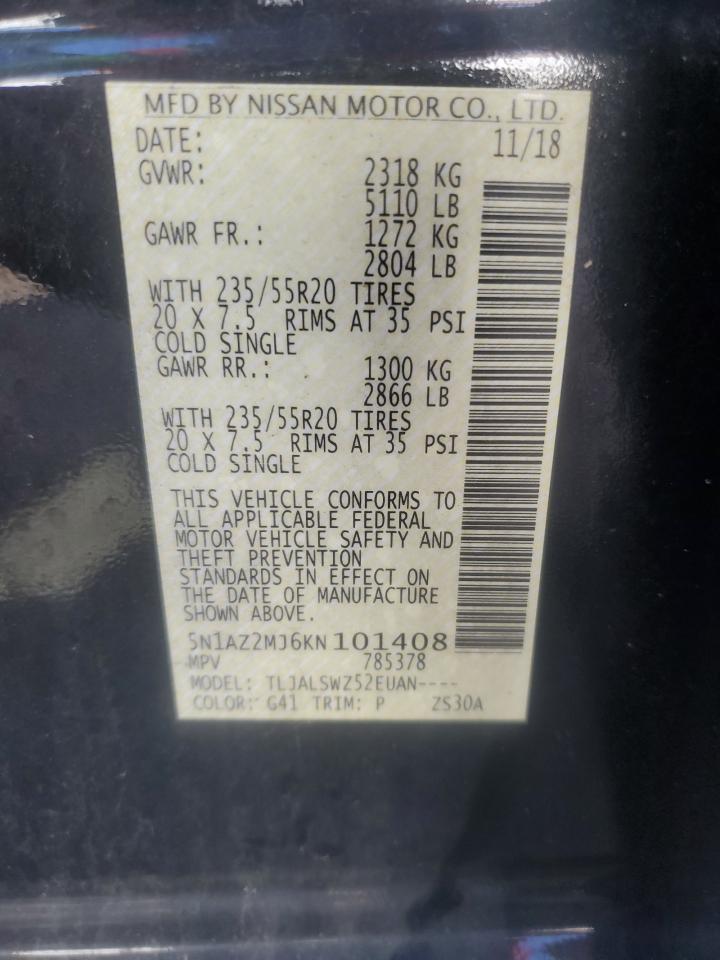 MFD BY NISSAN MOTOR CO., LTD.
DATE: 11/18
GVWR: 2318 KG
5110 LB
GAWR FR.: 1272 KG
2804 LB
WITH 235/55R20 TIRES
20 X 7.5 RIMS AT 35 PSI
COLD SINGLE
GAWR RR.: 1300 KG
2866 LB
WITH 235/55R20 TIRES
20 X 7.5 RIMS AT 35 PSI
COLD SINGLE
THIS VEHICLE CONFORMS TO
ALL APPLICABLE FEDERAL
MOTOR VEHICLE SAFETY AND
THEFT PREVENTION
STANDARDS IN EFFECT ON
THE DATE OF MANUFACTURE
SHOWN ABOVE.
5N1AZ2MJ6KN101408
MPV 785378
MODEL: TLJALSWZ52EUAN----
COLOR: G41 TRIM: P ZS30A